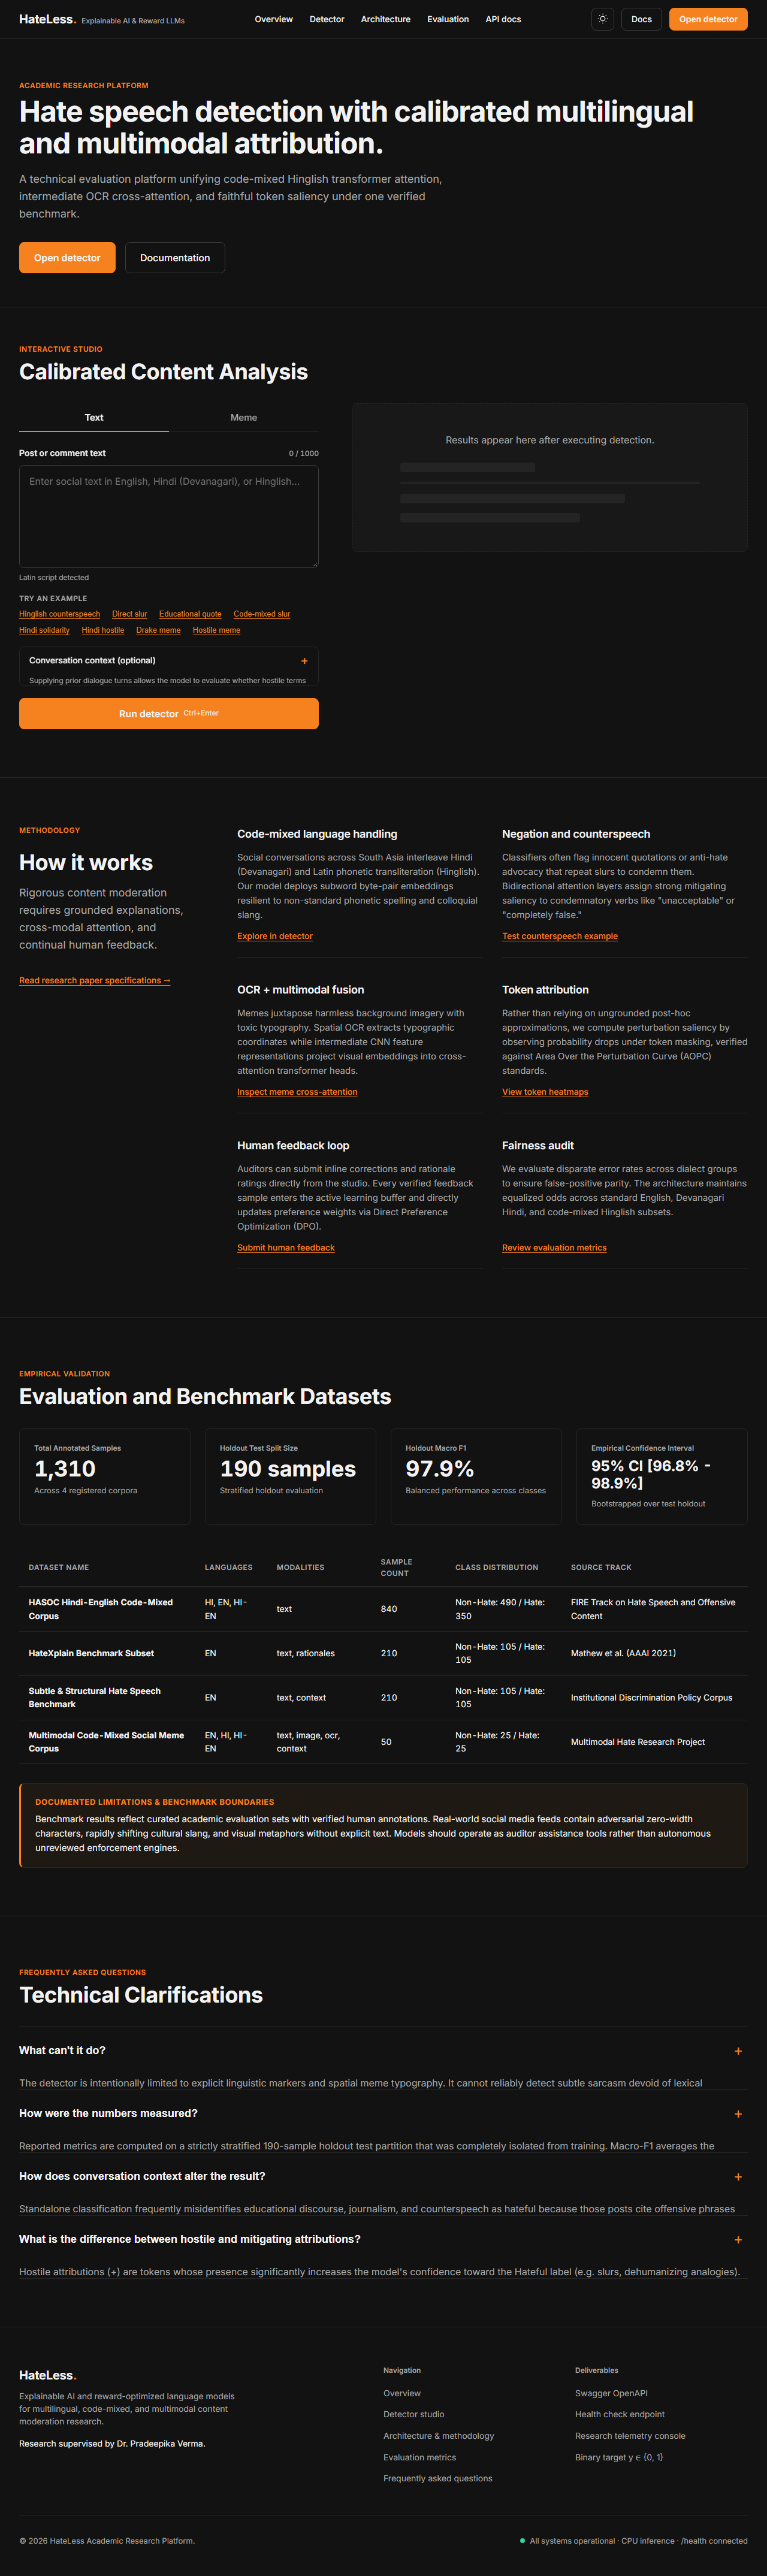 HateLess. Explainable AI & Reward LLMs
Overview Detector Architecture Evaluation API docs
Docs Open detector
ACADEMIC RESEARCH PLATFORM
Hate speech detection with calibrated multilingual
and multimodal attribution.
A technical evaluation platform unifying code-mixed Hinglish transformer attention,
intermediate OCR cross-attention, and faithful token saliency under one verified
benchmark.
Open detector Documentation
INTERACTIVE STUDIO
Calibrated Content Analysis
Text Meme
Post or comment text 0 / 1000
Enter social text in English, Hindi (Devanagari), or Hinglish...
Latin script detected
TRY AN EXAMPLE
Hinglish counterspeech Direct slur Educational quote Code-mixed slur
Hindi solidarity Hindi hostile Drake meme Hostile meme
Conversation context (optional) +
Supplying prior dialogue turns allows the model to evaluate whether hostile terms
Run detector Ctrl+Enter
Results appear here after executing detection.
METHODOLOGY
How it works
Rigorous content moderation
requires grounded explanations,
cross-modal attention, and
continual human feedback.
Read research paper specifications →
Code-mixed language handling
Social conversations across South Asia interleave Hindi
(Devanagari) and Latin phonetic transliteration (Hinglish).
Our model deploys subword byte-pair embeddings
resilient to non-standard phonetic spelling and colloquial
slang.
Explore in detector
Negation and counterspeech
Classifiers often flag innocent quotations or anti-hate
advocacy that repeat slurs to condemn them.
Bidirectional attention layers assign strong mitigating
saliency to condemnatory verbs like "unacceptable" or
"completely false."
Test counterspeech example
OCR + multimodal fusion
Memes juxtapose harmless background imagery with
toxic typography. Spatial OCR extracts typographic
coordinates while intermediate CNN feature
representations project visual embeddings into cross-
attention transformer heads.
Inspect meme cross-attention
Token attribution
Rather than relying on ungrounded post-hoc
approximations, we compute perturbation saliency by
observing probability drops under token masking, verified
against Area Over the Perturbation Curve (AOPC)
standards.
View token heatmaps
Human feedback loop
Auditors can submit inline corrections and rationale
ratings directly from the studio. Every verified feedback
sample enters the active learning buffer and directly
updates preference weights via Direct Preference
Optimization (DPO).
Submit human feedback
Fairness audit
We evaluate disparate error rates across dialect groups
to ensure false-positive parity. The architecture maintains
equalized odds across standard English, Devanagari
Hindi, and code-mixed Hinglish subsets.
Review evaluation metrics
EMPIRICAL VALIDATION
Evaluation and Benchmark Datasets
Total Annotated Samples
1,310
Across 4 registered corpora
Holdout Test Split Size
190 samples
Stratified holdout evaluation
Holdout Macro F1
97.9%
Balanced performance across classes
Empirical Confidence Interval
95% CI [96.8% -
98.9%]
Bootstrapped over test holdout
DATASET NAME LANGUAGES MODALITIES SAMPLE COUNT CLASS DISTRIBUTION SOURCE TRACK
HASOC Hindi-English Code-Mixed Corpus HI, EN, HI-EN text 840 Non-Hate: 490 / Hate: 350 FIRE Track on Hate Speech and Offensive Content
HateXplain Benchmark Subset EN text, rationales 210 Non-Hate: 105 / Hate: 105 Mathew et al. (AAAI 2021)
Subtle & Structural Hate Speech Benchmark EN text, context 210 Non-Hate: 105 / Hate: 105 Institutional Discrimination Policy Corpus
Multimodal Code-Mixed Social Meme Corpus EN, HI, HI-EN text, image, ocr, context 50 Non-Hate: 25 / Hate: 25 Multimodal Hate Research Project
DOCUMENTED LIMITATIONS & BENCHMARK BOUNDARIES
Benchmark results reflect curated academic evaluation sets with verified human annotations. Real-world social media feeds contain adversarial zero-width
characters, rapidly shifting cultural slang, and visual metaphors without explicit text. Models should operate as auditor assistance tools rather than autonomous
unreviewed enforcement engines.
FREQUENTLY ASKED QUESTIONS
Technical Clarifications
What can't it do? +
The detector is intentionally limited to explicit linguistic markers and spatial meme typography. It cannot reliably detect subtle sarcasm devoid of lexical
How were the numbers measured? +
Reported metrics are computed on a strictly stratified 190-sample holdout test partition that was completely isolated from training. Macro-F1 averages the
How does conversation context alter the result? +
Standalone classification frequently misidentifies educational discourse, journalism, and counterspeech as hateful because those posts cite offensive phrases
What is the difference between hostile and mitigating attributions? +
Hostile attributions (+) are tokens whose presence significantly increases the model's confidence toward the Hateful label (e.g. slurs, dehumanizing analogies).
HateLess.
Explainable AI and reward-optimized language models
for multilingual, code-mixed, and multimodal content
moderation research.
Research supervised by Dr. Pradeepika Verma.
Navigation
Overview
Detector studio
Architecture & methodology
Evaluation metrics
Frequently asked questions
Deliverables
Swagger OpenAPI
Health check endpoint
Research telemetry console
Binary target y ∈ {0, 1}
© 2026 HateLess Academic Research Platform.
All systems operational · CPU inference · /health connected